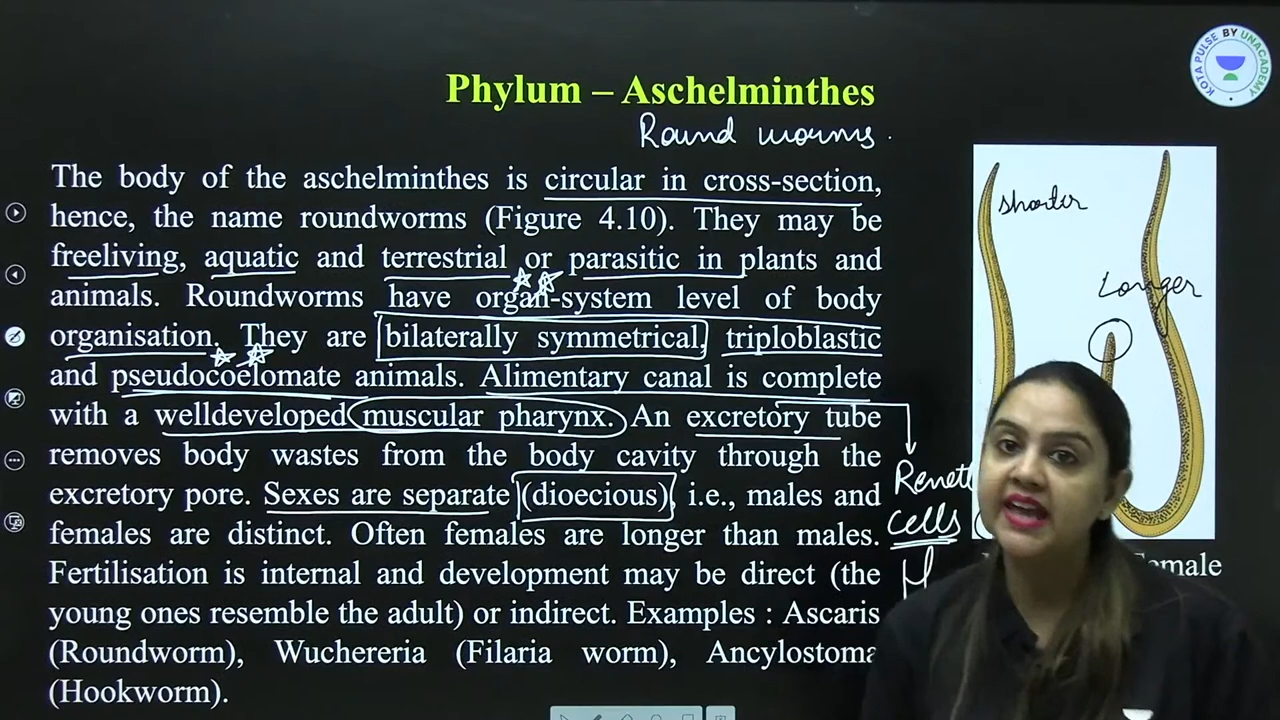 KOTA PULSE BY UNACADEMY
Phylum – Aschelminthes
Round worms.
The body of the aschelminthes is circular in cross-section,
hence, the name roundworms (Figure 4.10). They may be
freeliving, aquatic and terrestrial or parasitic in plants and
animals. Roundworms have organ-system level of body
organisation. They are bilaterally symmetrical, triploblastic
and pseudocoelomate animals. Alimentary canal is complete
with a welldeveloped muscular pharynx. An excretory tube
removes body wastes from the body cavity through the
excretory pore. Sexes are separate (dioecious), i.e., males and
females are distinct. Often females are longer than males.
Fertilisation is internal and development may be direct (the
young ones resemble the adult) or indirect. Examples : Ascaris
(Roundworm), Wuchereria (Filaria worm), Ancylostoma
(Hookworm).
shorter
Longer
cells